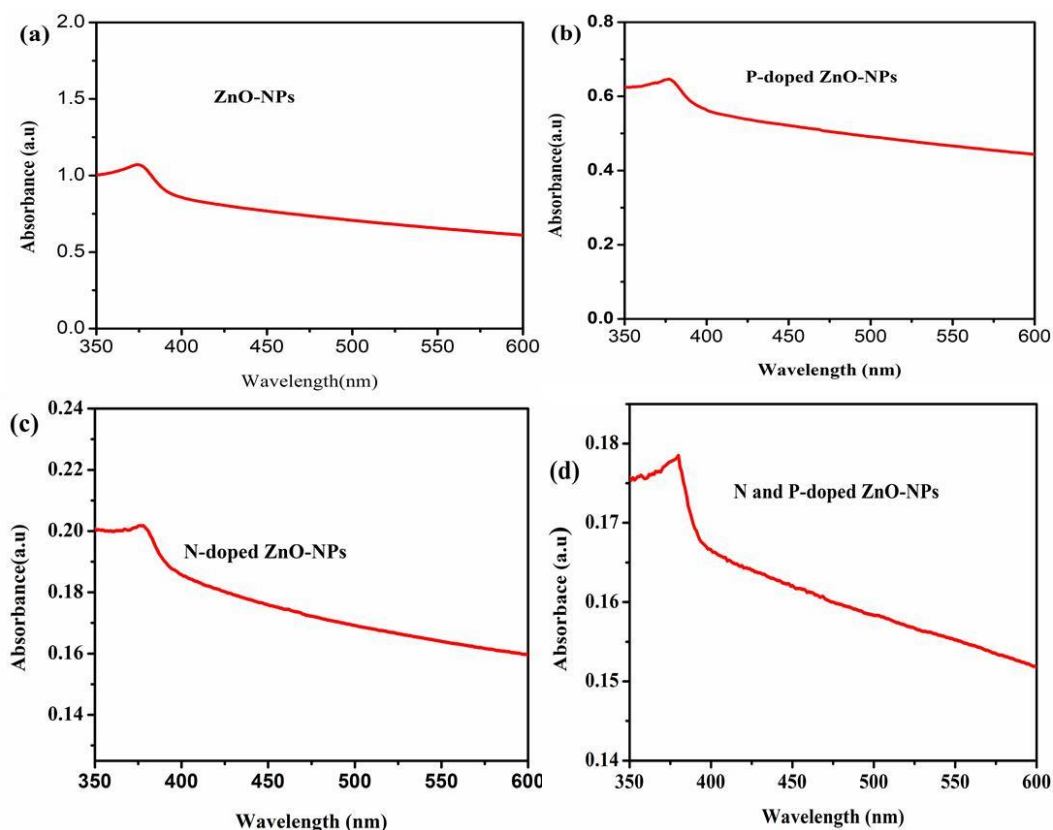 (a)
ZnO-NPs
Absorbance (a.u)
2.0
1.5
1.0
0.5
0.0
350 400 450 500 550 600
Wavelength(nm)
(b)
P-doped ZnO-NPs
Absorbance(a.u)
0.8
0.6
0.4
0.2
0.0
350 400 450 500 550 600
Wavelength (nm)
(c)
N-doped ZnO-NPs
Absorbance(a.u)
0.24
0.22
0.20
0.18
0.16
0.14
350 400 450 500 550 600
Wavelength (nm)
(d)
N and P-doped ZnO-NPs
Absorbace (a.u)
0.18
0.17
0.16
0.15
0.14
350 400 450 500 550 600
Wavelength (nm)